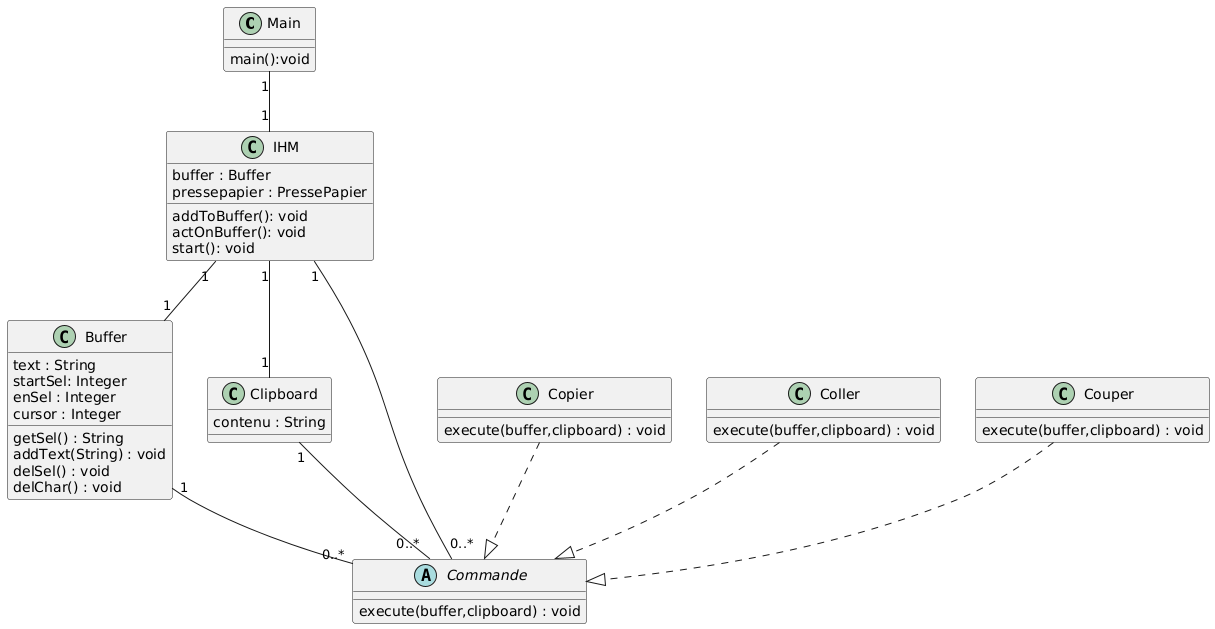 C Main
main():void
1
1
C IHM
buffer : Buffer
pressepapier : PressePapier
addToBuffer(): void
actOnBuffer(): void
start(): void
1
1
1
1
1
C Buffer
text : String
startSel: Integer
enSel : Integer
cursor : Integer
getSel() : String
addText(String) : void
delSel() : void
delChar() : void
C Clipboard
contenu : String
C Copier
execute(buffer,clipboard) : void
C Coller
execute(buffer,clipboard) : void
C Couper
execute(buffer,clipboard) : void
1
1
0..*
0..*
0..*
A Commande
execute(buffer,clipboard) : void